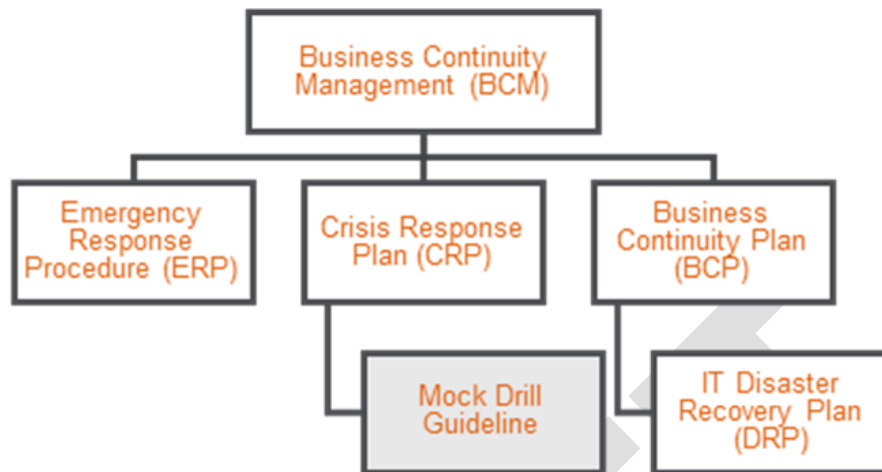 Business Continuity
Management (BCM)
Emergency
Response
Procedure (ERP)
Crisis Response
Plan (CRP)
Business
Continuity Plan
(BCP)
Mock Drill
Guideline
IT Disaster
Recovery Plan
(DRP)